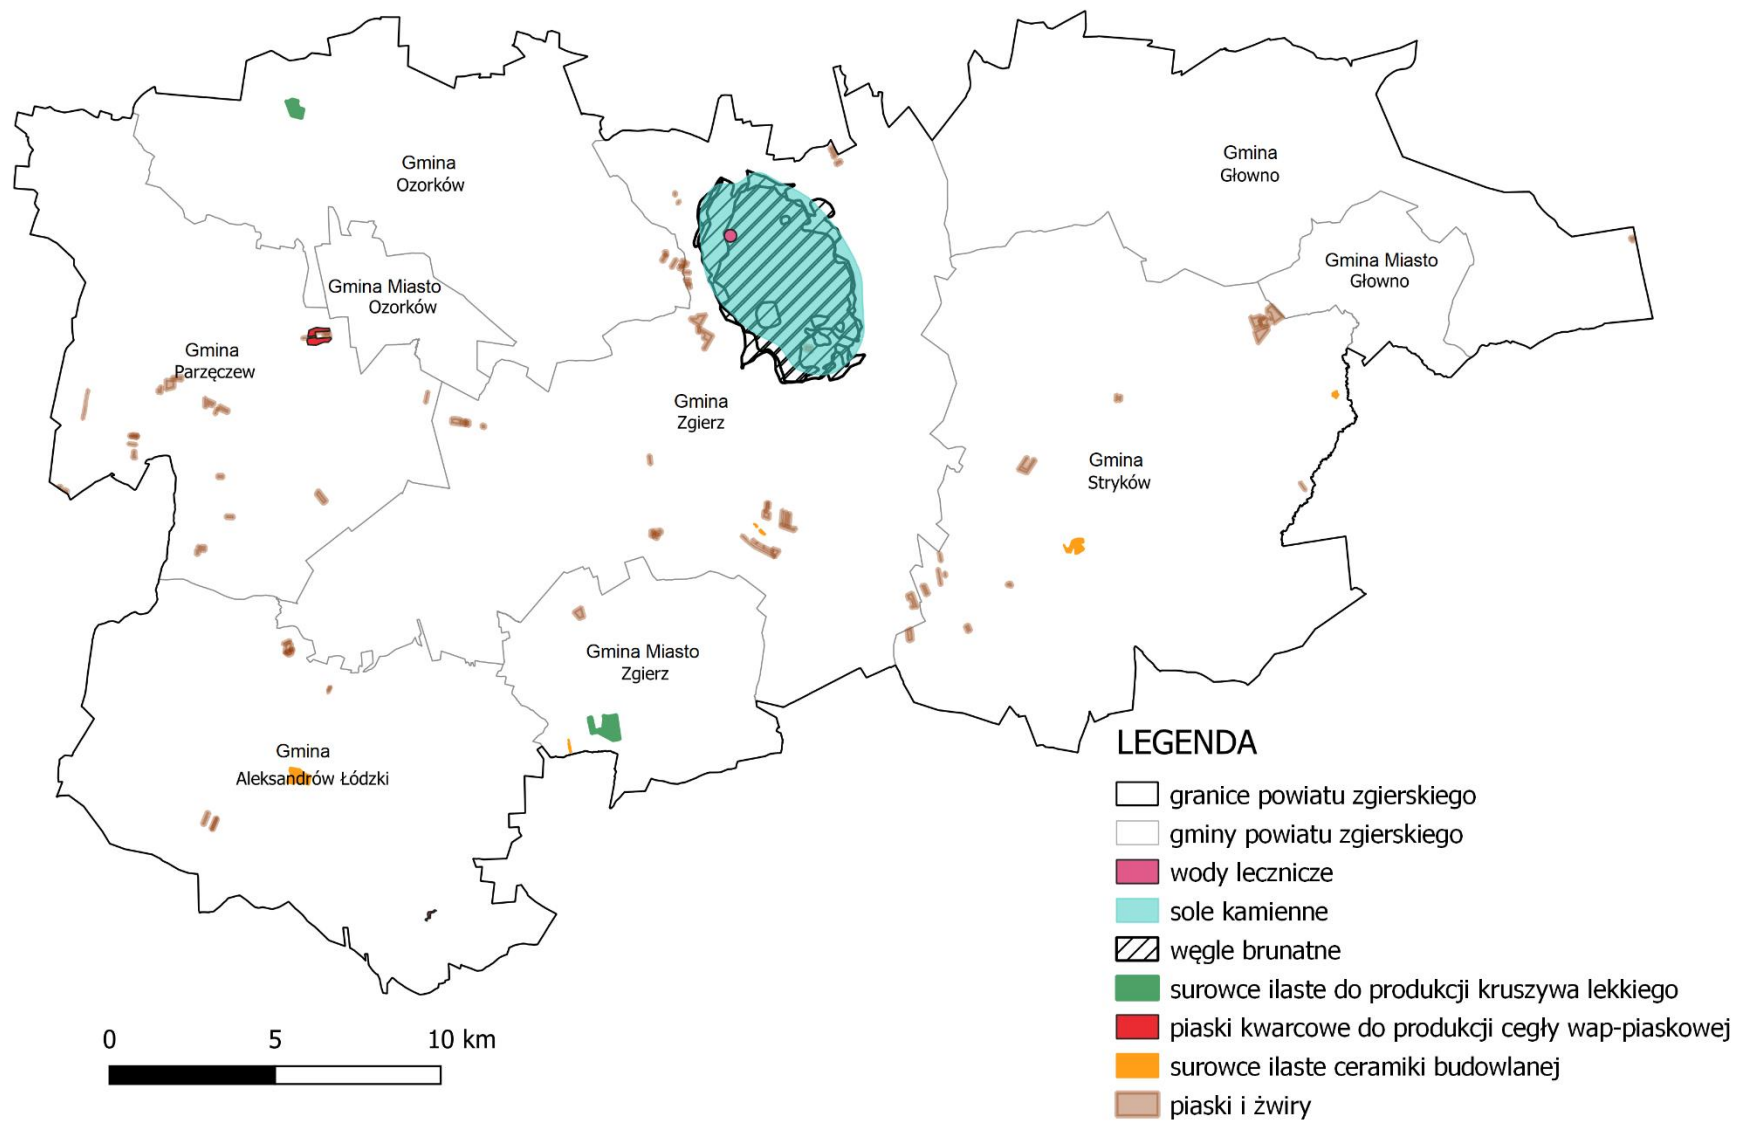 Gmina
Ozorków
Gmina
Głowno
Gmina Miasto
Głowno
Gmina Miasto
Ozorków
Gmina
Parzęczew
Gmina
Zgierz
Gmina
Stryków
Gmina Miasto
Zgierz
Gmina
Aleksandrów Łódzki
LEGENDA
granice powiatu zgierskiego
gminy powiatu zgierskiego
wody lecznicze
sole kamienne
węgle brunatne
surowce ilaste do produkcji kruszywa lekkiego
piaski kwarcowe do produkcji cegły wap-piaskowej
surowce ilaste ceramiki budowlanej
piaski i żwiry
0 5 10 km